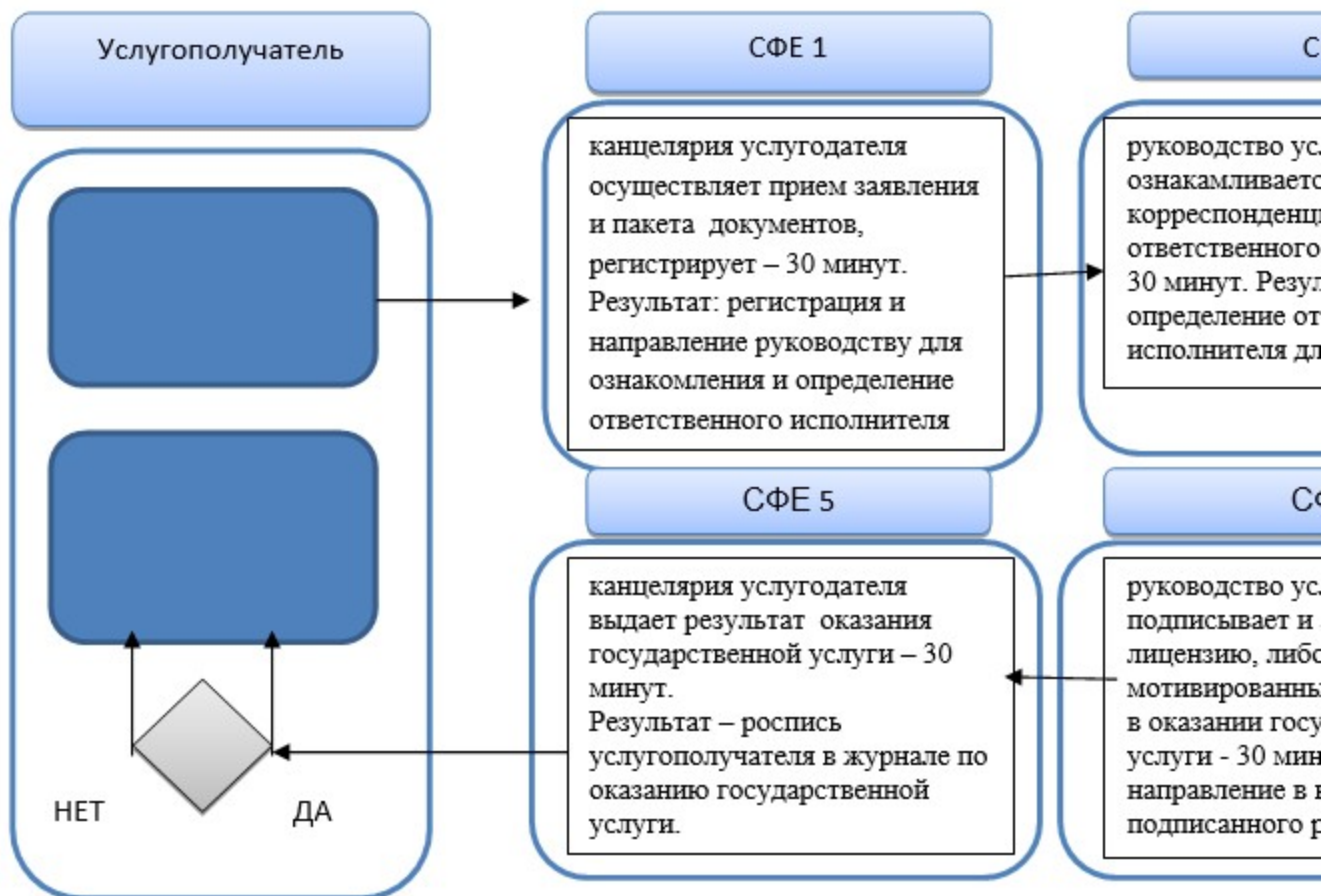 Услугополучатель
СФЕ 1
канцелярия услугодателя
осуществляет прием заявления
и пакета документов,
регистрирует – 30 минут.
Результат: регистрация и
направление руководству для
ознакомления и определение
ответственного исполнителя
руководство
ознакамливается
корреспонденц
ответственного
30 минут. Резул
определение от
исполнителя дл
СФЕ 5
канцелярия услугодателя
выдает результат оказания
государственной услуги – 30
минут.
Результат – роспись
услугополучателя в журнале по
оказанию государственной
услуги.
руководство
подписывает и
лицензию, либо
мотивированны
в оказании госу
услуги - 30 мин
направление в
подписанного
НЕТ
ДА